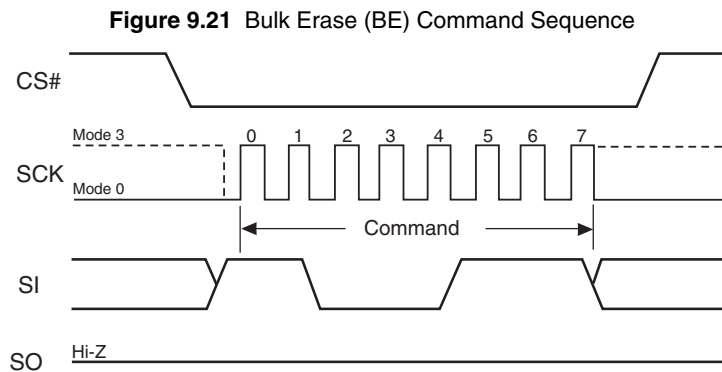 Figure 9.21 Bulk Erase (BE) Command Sequence
CS#
Mode 3
0 1 2 3 4 5 6 7
SCK
Mode 0
Command
SI
Hi-Z
SO